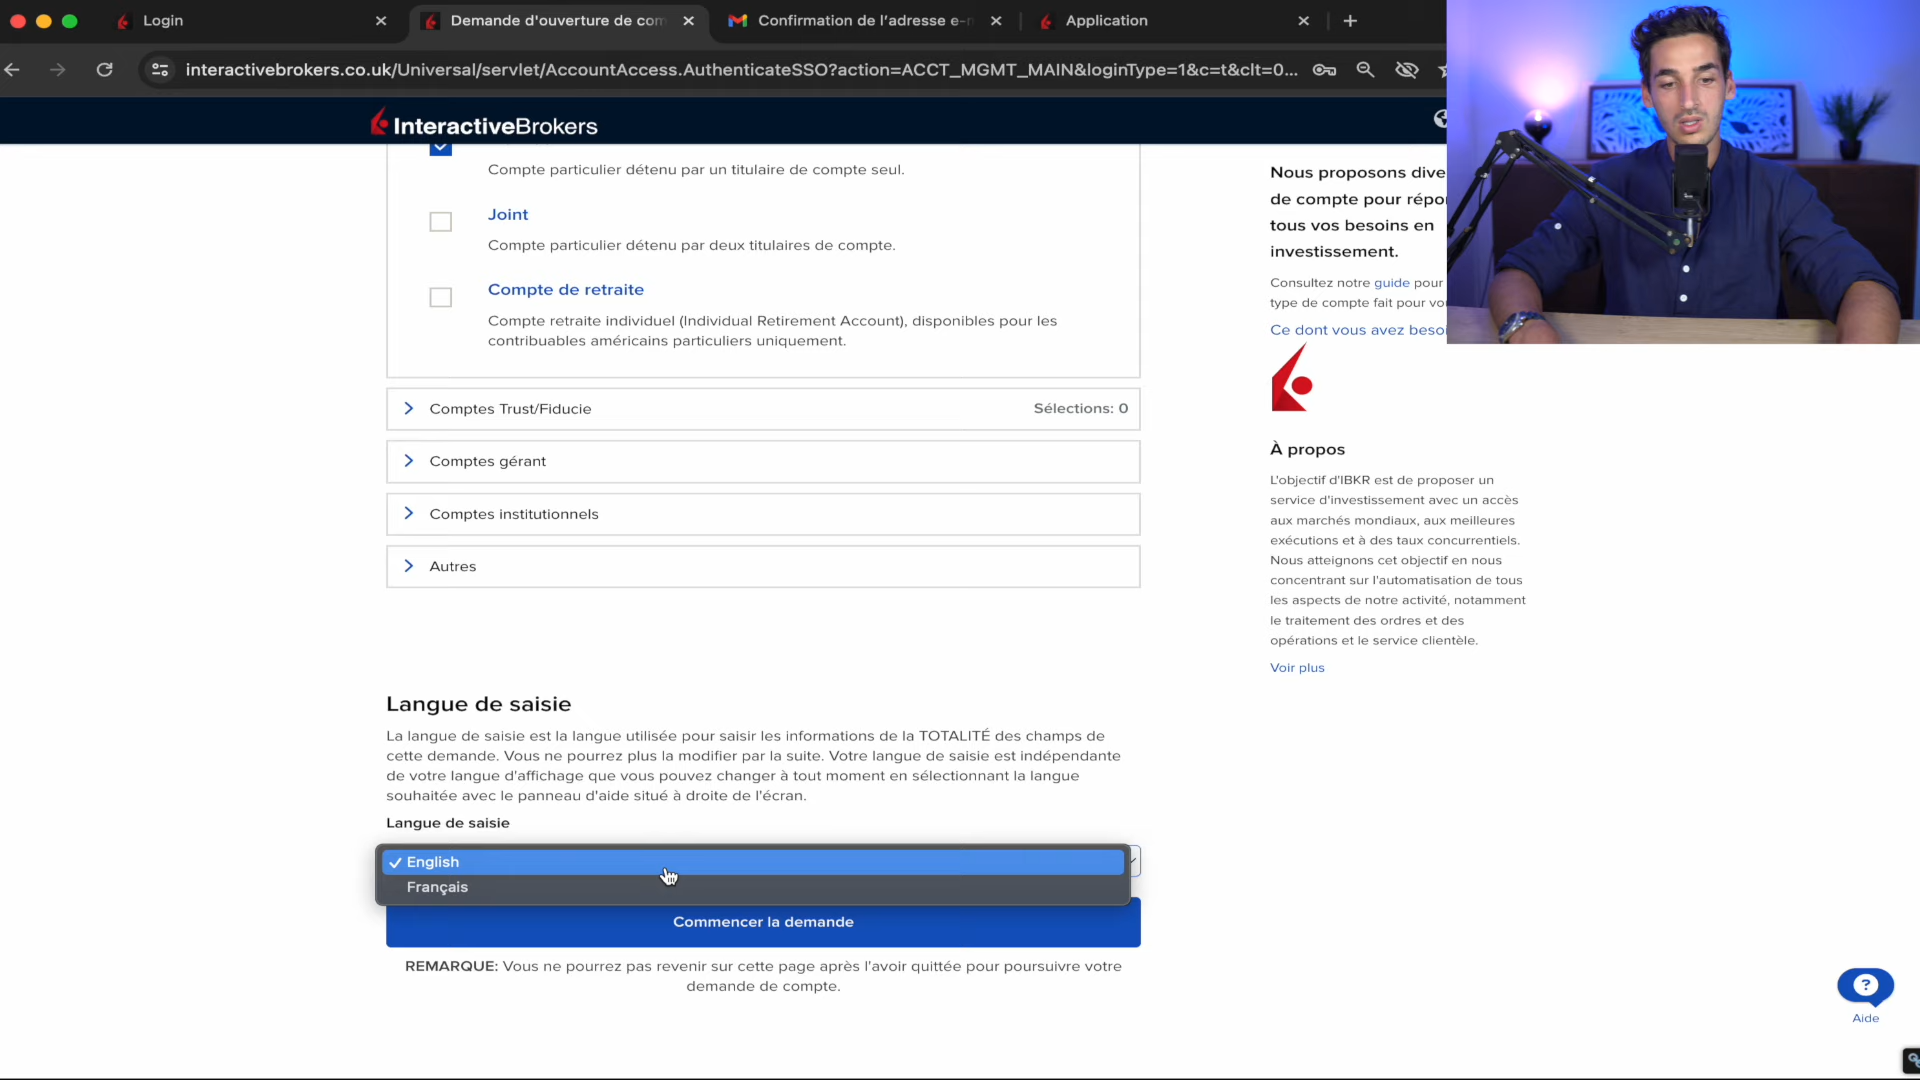 Login
Demande d'ouverture de com
Confirmation de l'adresse e-m
Application
interactivebrokers.co.uk/Universal/servlet/AccountAccess.AuthenticateSSO?action=ACCT_MGMT_MAIN&loginType=1&c=t&clt=0...
InteractiveBrokers
Compte particulier détenu par un titulaire de compte seul.
Joint
Compte particulier détenu par deux titulaires de compte.
Compte de retraite
Compte retraite individuel (Individual Retirement Account), disponibles pour les
contribuables américains particuliers uniquement.
Comptes Trust/Fiducie
Sélections: 0
Comptes gérant
Comptes institutionnels
Autres
Langue de saisie
La langue de saisie est la langue utilisée pour saisir les informations de la TOTALITÉ des champs de
cette demande. Vous ne pourrez plus la modifier par la suite. Votre langue de saisie est indépendante
de votre langue d'affichage que vous pouvez changer à tout moment en sélectionnant la langue
souhaitée avec le panneau d'aide situé à droite de l'écran.
Langue de saisie
English
Français
Commencer la demande
REMARQUE: Vous ne pourrez pas revenir sur cette page après l'avoir quittée pour poursuivre votre
demande de compte.
Nous proposons dive
de compte pour répo
tous vos besoins en
investissement.
Consultez notre guide pour
type de compte fait pour vo
Ce dont vous avez beso
À propos
L'objectif d'IBKR est de proposer un
service d'investissement avec un accès
aux marchés mondiaux, aux meilleures
exécutions et à des taux concurrentiels.
Nous atteignons cet objectif en nous
concentrant sur l'automatisation de tous
les aspects de notre activité, notamment
le traitement des ordres et des
opérations et le service clientèle.
Voir plus
Aide